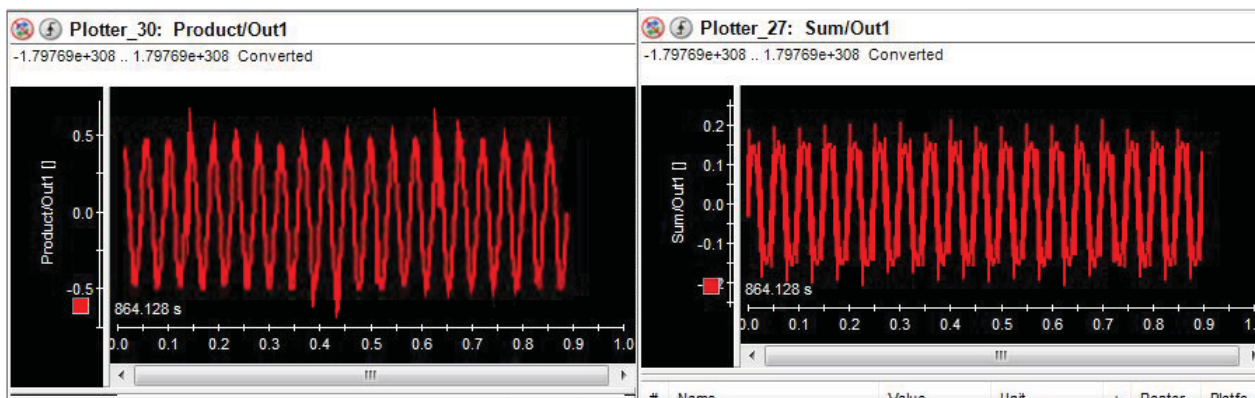 Plotter_30: Product/Out1
-1.79769e+308 .. 1.79769e+308 Converted
0.5
0.0
-0.5
Product/Out1 []
864.128 s
0.0 0.1 0.2 0.3 0.4 0.5 0.6 0.7 0.8 0.9 1.0
Plotter_27: Sum/Out1
-1.79769e+308 .. 1.79769e+308 Converted
0.2
0.1
0.0
-0.1
Sum/Out1 []
864.128 s
0.0 0.1 0.2 0.3 0.4 0.5 0.6 0.7 0.8 0.9
# Name Value Unit